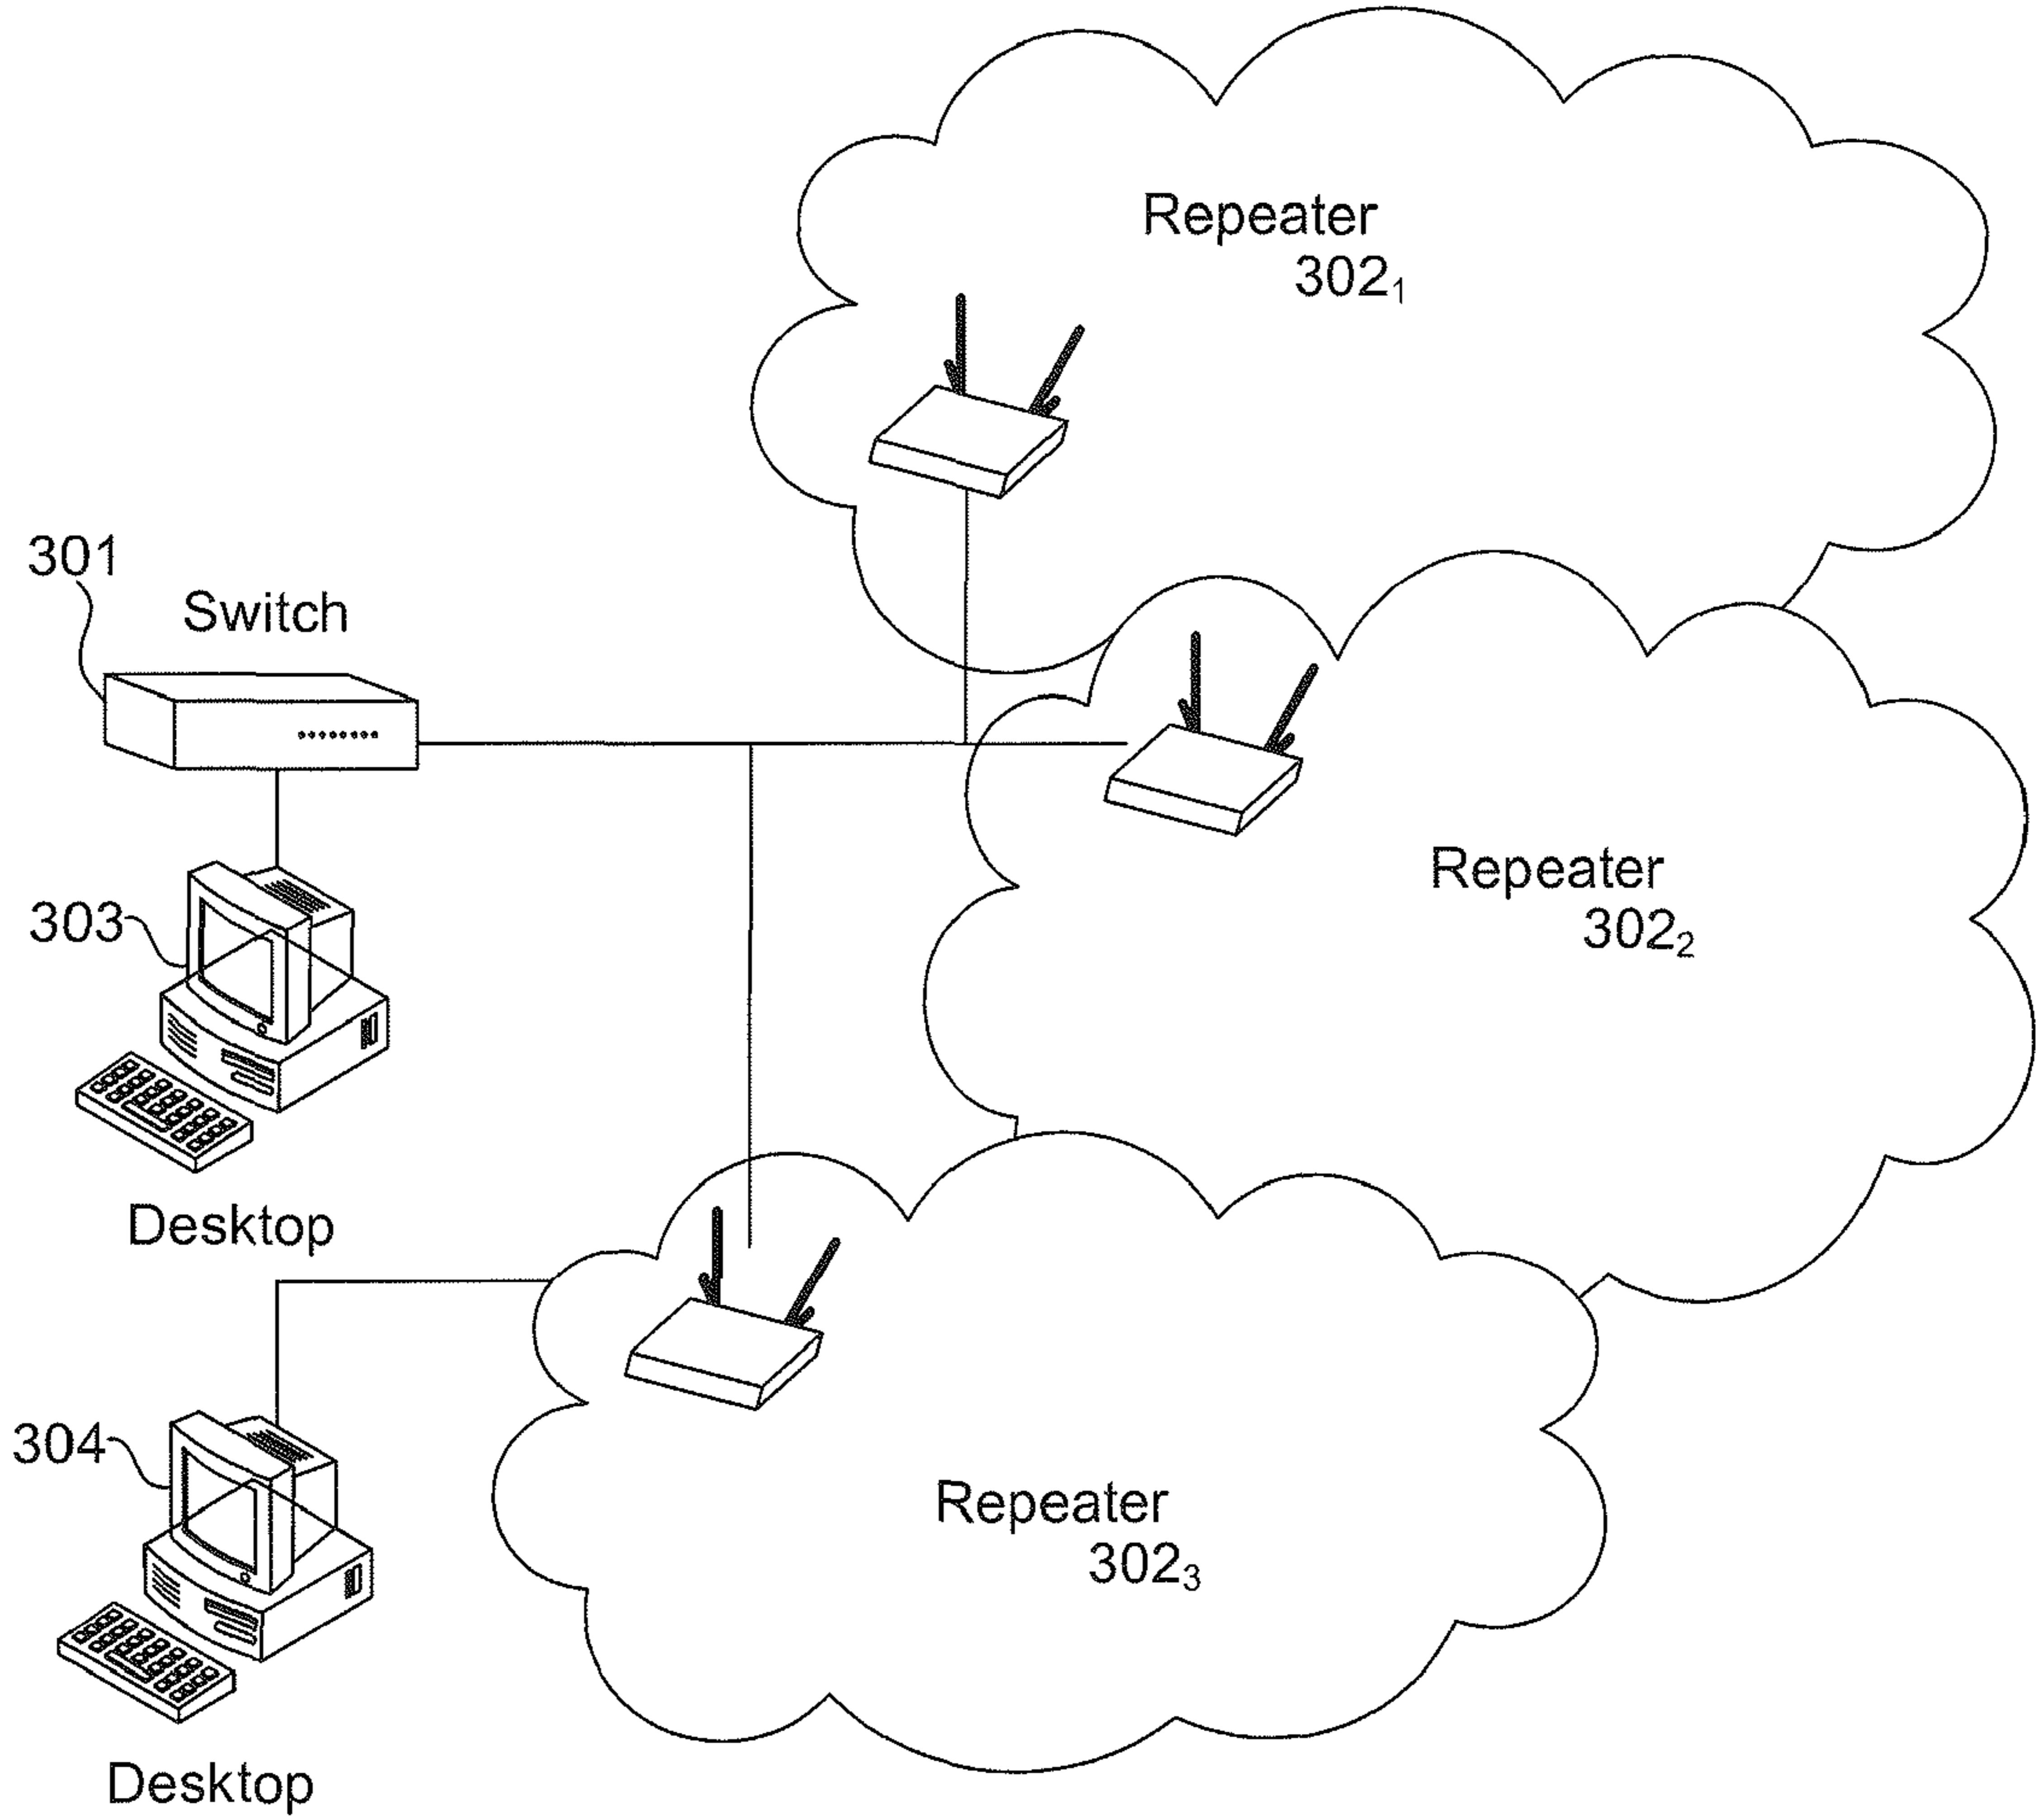 Repeater
302₁
301
Switch
Repeater
302₂
303
Desktop
304
Repeater
302₃
Desktop